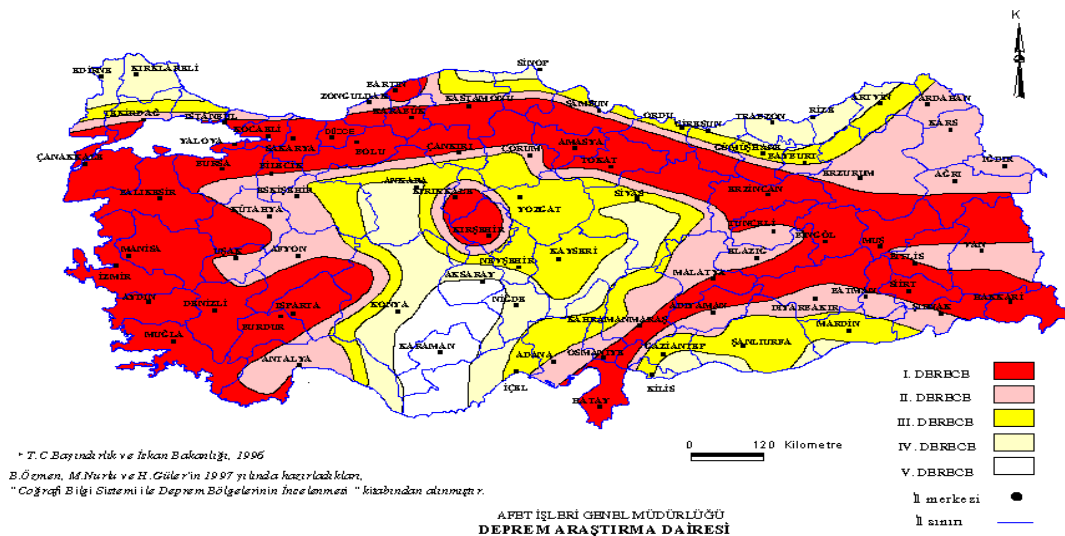 K
SİNOP
EDİRNE
KIRKLARELİ
BARTIN
ZONGULDAK
KASTAMONU
KARABÜK
SAMSUN
ARTVİN
ARDAHAN
RİZE
TRABZON
ORDU
GİRESUN
KARS
TEKİRDAĞ
İSTANBUL
KOCAELİ
YALOVA
SAKARYA
DÜZCE
BOLU
ÇANKIRI
ÇORUM
AMASYA
TOKAT
GÜMÜŞHANE
BAYBURT
ERZURUM
IĞDIR
AĞRI
ÇANAKKALE
BURSA
BİLECİK
BALIKESİR
ESKİŞEHİR
KÜTAHYA
ANKARA
KIRIKKALE
YOZGAT
SİVAS
ERZİNCAN
TUNCELİ
BİNGÖL
MUŞ
VAN
MANİSA
UŞAK
AFYON
KIRŞEHİR
KAYSERİ
NEVŞEHİR
ELAZIĞ
BİTLİS
İZMİR
AKSARAY
MALATYA
SİİRT
AYDIN
DENİZLİ
ISPARTA
BURDUR
KONYA
NİĞDE
KAHRAMANMARAŞ
ADIYAMAN
DİYARBAKIR
BATMAN
ŞIRNAK
HAKKARİ
MUĞLA
ANTALYA
KARAMAN
ADANA
OSMANİYE
GAZİANTEP
ŞANLIURFA
MARDİN
İÇEL
KİLİS
HATAY
I. DERECE
II. DERECE
III. DERECE
IV. DERECE
V. DERECE
İl merkezi
İl sınırı
0 120 Kilometre
* T.C Bayındırlık ve İskan Bakanlığı, 1996
B.Özmen, M.Nurlu ve H.Güler'in 1997 yılında hazırladıkları,
"Coğrafi Bilgi Sistemi ile Deprem Bölgelerinin İncelenmesi" kitabından alınmıştır.
AFET İŞLERİ GENEL MÜDÜRLÜĞÜ
DEPREM ARAŞTIRMA DAİRESİ